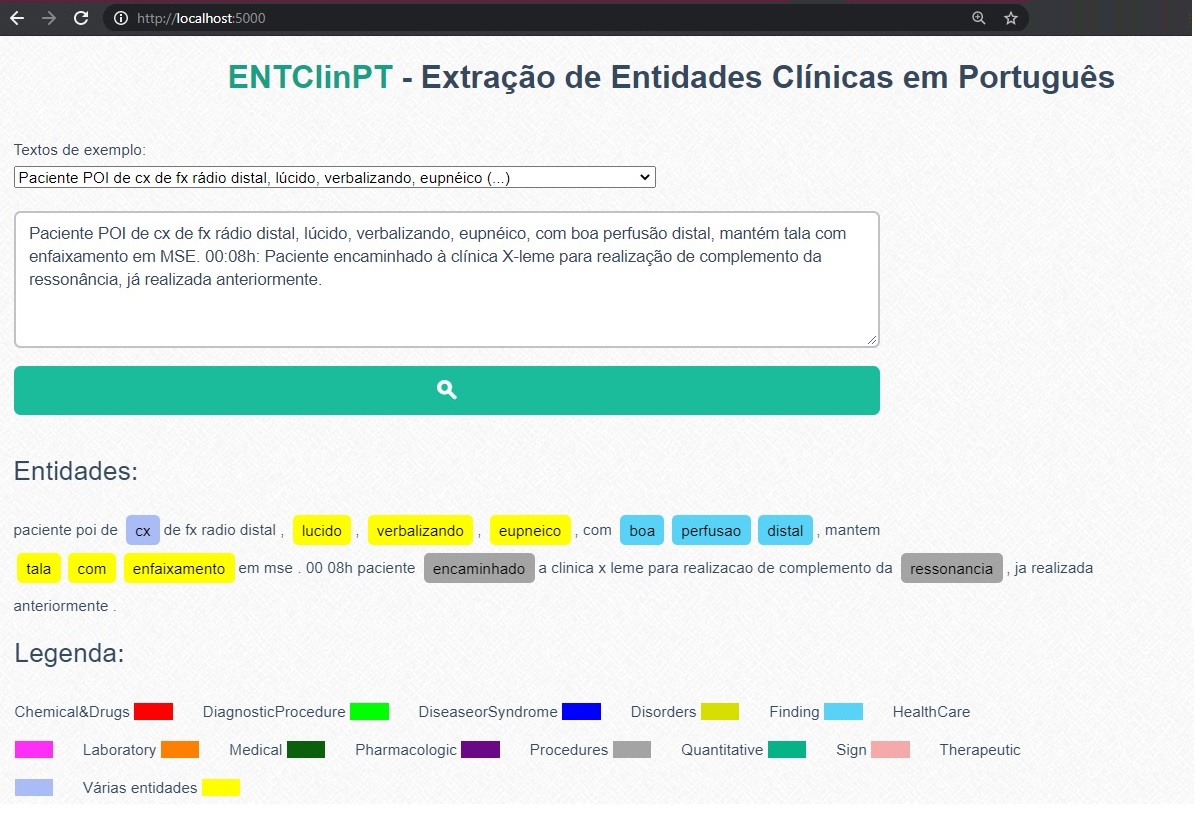 http://localhost:5000
ENTClinPT - Extração de Entidades Clínicas em Português
Textos de exemplo:
Paciente POI de cx de fx rádio distal, lúcido, verbalizando, eupnéico (...)
Paciente POI de cx de fx rádio distal, lúcido, verbalizando, eupnéico, com boa perfusão distal, mantém tala com
enfaixamento em MSE. 00:08h: Paciente encaminhado à clínica X-leme para realização de complemento da
ressonância, já realizada anteriormente.
Entidades:
paciente poi de cx de fx radio distal , lucido , verbalizando , eupneico , com boa perfusao distal , mantem
tala com enfaixamento em mse . 00 08h paciente encaminhado a clinica x leme para realizacao de complemento da ressonancia , ja realizada
anteriormente .
Legenda:
Chemical&Drugs DiagnosticProcedure DiseaseorSyndrome Disorders Finding HealthCare
Laboratory Medical Pharmacologic Procedures Quantitative Sign Therapeutic
Várias entidades